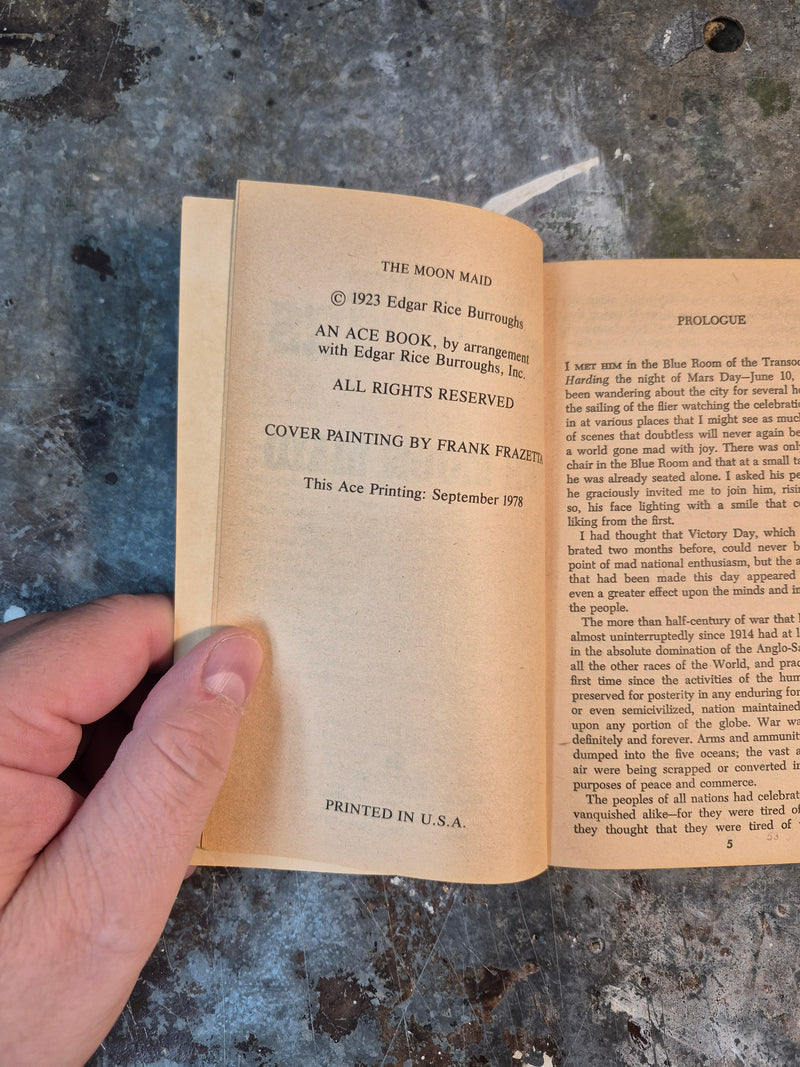 THE MOON MAID
© 1923 Edgar Rice Burroughs
AN ACE BOOK, by arrangement
with Edgar Rice Burroughs, Inc.
ALL RIGHTS RESERVED
COVER PAINTING BY FRANK FRAZETTA
This Ace Printing: September 1978
PRINTED IN U.S.A.
PROLOGUE
I MET HIM in the Blue Room of the
Harding the night of Mars Day—June 10,
been wandering about the city for several
the sailing of the flier watching the
in at various places that I might see as
of scenes that doubtless will never again
a world gone mad with joy. There was
chair in the Blue Room and that at a small
he was already seated alone. I asked his
he graciously invited me to join him,
so, his face lighting with a smile that
liking from the first.
I had thought that Victory Day, which
brated two months before, could never
point of mad national enthusiasm, but the
that had been made this day appeared
even a greater effect upon the minds and
the people.
The more than half-century of war that
almost uninterruptedly since 1914 had at
in the absolute domination of the
all the other races of the World, and
first time since the activities of the
preserved for posterity in any enduring
or even semicivilized, nation maintained
upon any portion of the globe. War
definitely and forever. Arms and
dumped into the five oceans; the vast
air were being scrapped or converted
purposes of peace and commerce.
The peoples of all nations had
vanquished alike—for they were tired
they thought that they were tired of
5